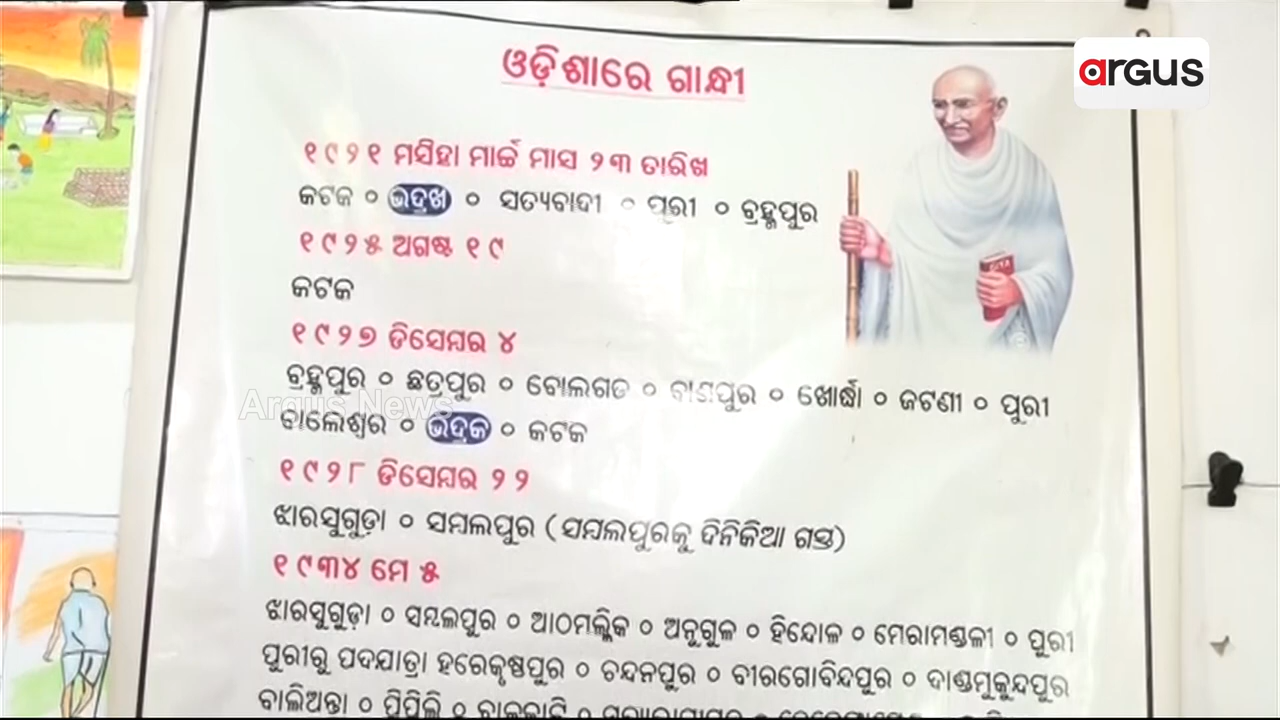 argus
ଓଡ଼ିଶାରେ ଗାନ୍ଧୀ
୧୯୨୧ ମସିହା ମାର୍ଚ୍ଚ ମାସ ୨୩ ତାରିଖ
କଟକ ୦ ଭଦ୍ରଖ ୦ ସତ୍ୟବାଦୀ ୦ ପୁରୀ ୦ ବ୍ରହ୍ମପୁର
୧୯୨୫ ଅଗଷ୍ଟ ୧୯
କଟକ
୧୯୨୭ ଡିସେମ୍ବର ୪
ବ୍ରହ୍ମପୁର ୦ ଛତ୍ରପୁର ୦ ବୋଲଗଡ ୦ ବାଣପୁର ୦ ଖୋର୍ଦ୍ଧା ୦ ଜଟଣୀ ୦ ପୁରୀ
Argus News
ବାଲେଶ୍ୱର ୦ ଭଦ୍ରକ ୦ କଟକ
୧୯୨୮ ଡିସେମ୍ବର ୨୨
ଝାରସୁଗୁଡ଼ା ୦ ସମ୍ବଲପୁର (ସମ୍ବଲପୁରକୁ ଦିନିକିଆ ଗସ୍ତ)
୧୯୩୪ ମେ ୫
ଝାରସୁଗୁଡ଼ା ୦ ସମ୍ବଲପୁର ୦ ଆଠମଲ୍ଲିକ ୦ ଅନୁଗୁଳ ୦ ହିନ୍ଦୋଳ ୦ ମେରାମଣ୍ଡଳୀ ୦ ପୁରୀ
ପୁରୀରୁ ପଦଯାତ୍ରା ହରେକୃଷ୍ଣପୁର ୦ ଚନ୍ଦନପୁର ୦ ବୀରଗୋବିନ୍ଦପୁର ୦ ଦାଣ୍ଡମୁକୁନ୍ଦପୁର
ବାଲିଅନ୍ତା ୦ ପିପିଲି ୦